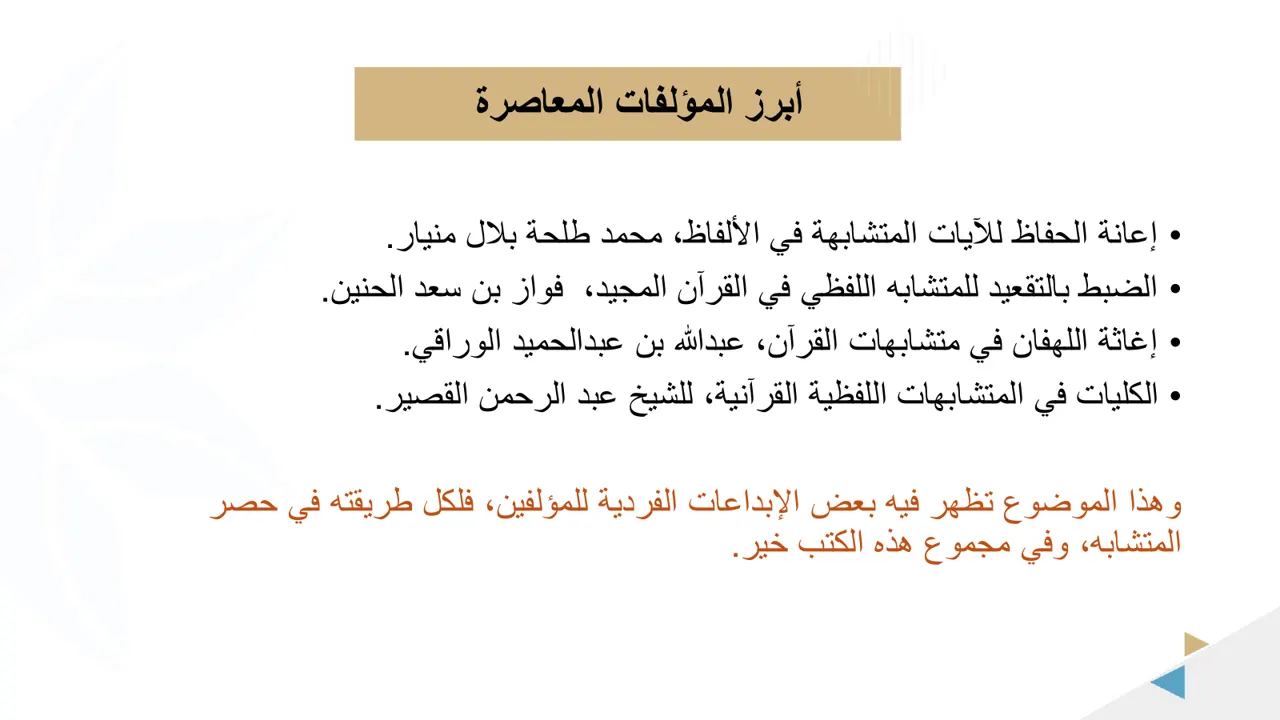 أبرز المؤلفات المعاصرة
• إعانة الحفاظ للآيات المتشابهة في الألفاظ، محمد طلحة بلال منيار.
• الضبط بالتقعيد للمتشابه اللفظي في القرآن المجيد، فواز بن سعد الحنين.
• إغاثة اللهفان في متشابهات القرآن، عبدالله بن عبدالحميد الوراقي.
• الكليات في المتشابهات اللفظية القرآنية، للشيخ عبد الرحمن القصير.
وهذا الموضوع تظهر فيه بعض الإبداعات الفردية للمؤلفين، فلكل طريقته في حصر
المتشابه، وفي مجموع هذه الكتب خير.